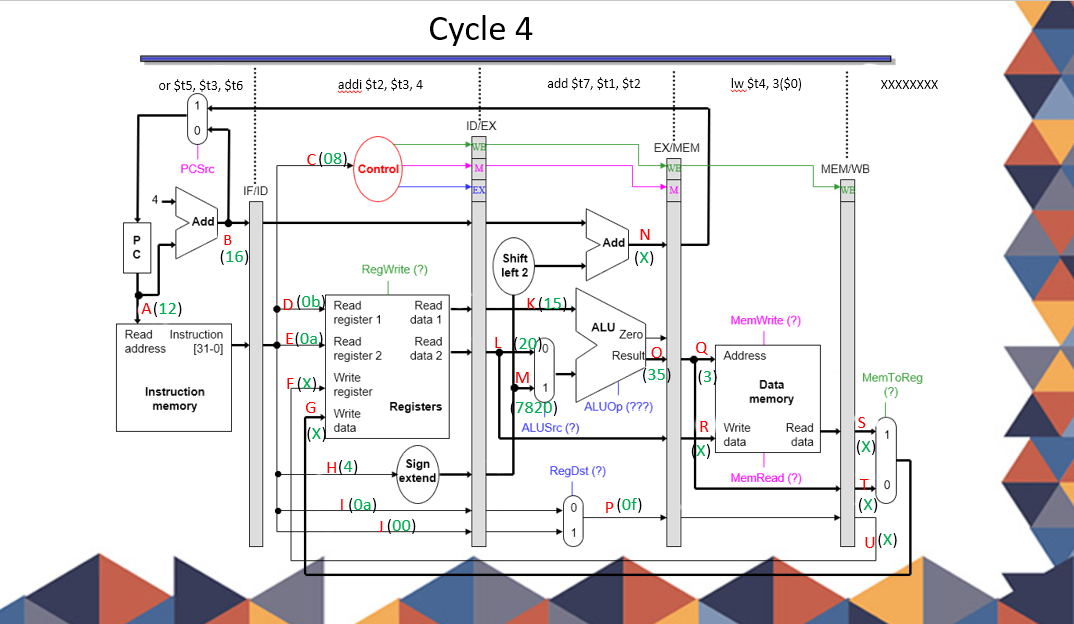 Cycle 4
or $t5, $t3, $t6
addi $t2, $t3, 4
add $t7, $t1, $t2
lw $t4, 3($0)
XXXXXXXX
1
0
PCSrc
4
Add
B
(16)
P
C
A (12)
Read address
Instruction [31-0]
Instruction memory
IF/ID
C (08)
Control
ID/EX
WB
M
EX
EX/MEM
WB
M
MEM/WB
WB
Shift left 2
Add
N
(X)
RegWrite (?)
D (0b)
E(0a)
F (X)
G
(X)
Read register 1
Read data 1
Read register 2
Read data 2
Write register
Write data
Registers
H (4)
Sign extend
I (0a)
J (00)
K (15)
L (20)
M
(7820)
0
1
ALUSrc (?)
ALU
Zero
Result
O
(35)
ALUOp (???)
RegDst (?)
0
1
P (0f)
Q
(3)
R
(X)
MemWrite (?)
Address
Data memory
Write data
Read data
MemRead (?)
MemToReg
(?)
S
(X)
T
(X)
1
0
U (X)